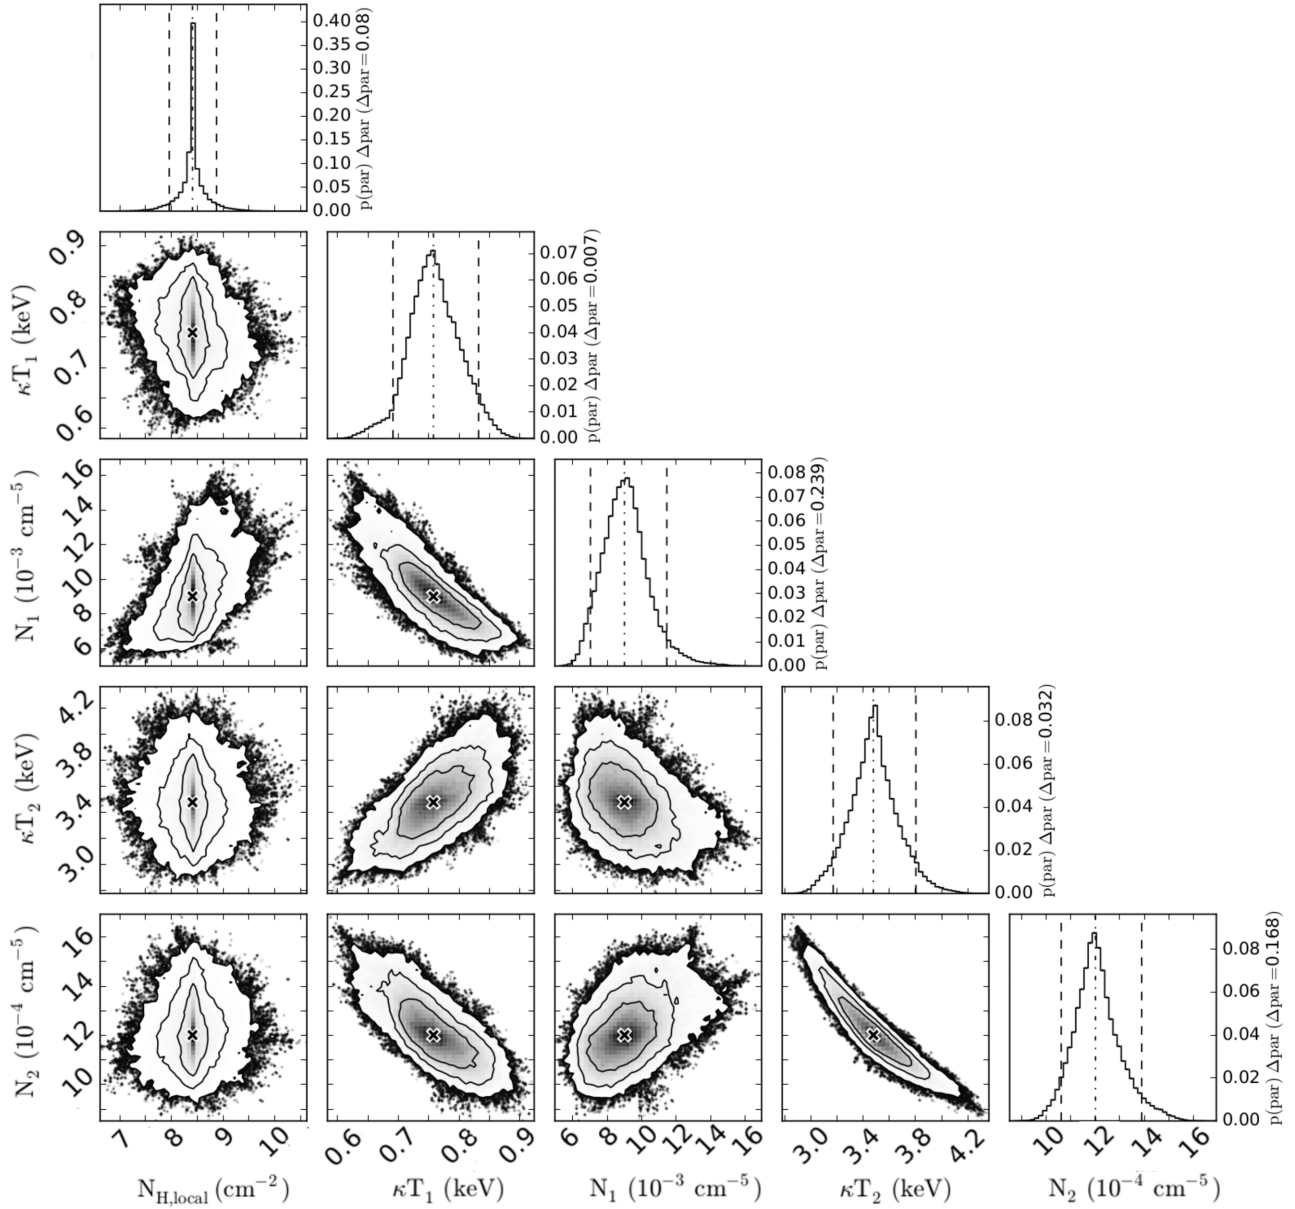 0.40
0.35
0.30
0.25
0.20
0.15
0.10
0.05
0.00
p(par) Δpar (Δpar=0.08)
κT₁ (keV)
0.9
0.8
0.7
0.6
0.07
0.06
0.05
0.04
0.03
0.02
0.01
0.00
p(par) Δpar (Δpar=0.007)
N₁ (10⁻³ cm⁻⁵)
16
14
12
10
8
6
0.08
0.07
0.06
0.05
0.04
0.03
0.02
0.01
0.00
p(par) Δpar (Δpar=0.239)
κT₂ (keV)
4.2
3.8
3.4
3.0
0.08
0.06
0.04
0.02
0.00
p(par) Δpar (Δpar=0.032)
N₂ (10⁻⁴ cm⁻⁵)
16
14
12
10
0.08
0.06
0.04
0.02
0.00
p(par) Δpar (Δpar=0.168)
7 8 9 10
0.6 0.7 0.8 0.9
6 8 10 12 14 16
3.0 3.4 3.8 4.2
10 12 14 16
N_H,local (cm⁻²)
κT₁ (keV)
N₁ (10⁻³ cm⁻⁵)
κT₂ (keV)
N₂ (10⁻⁴ cm⁻⁵)